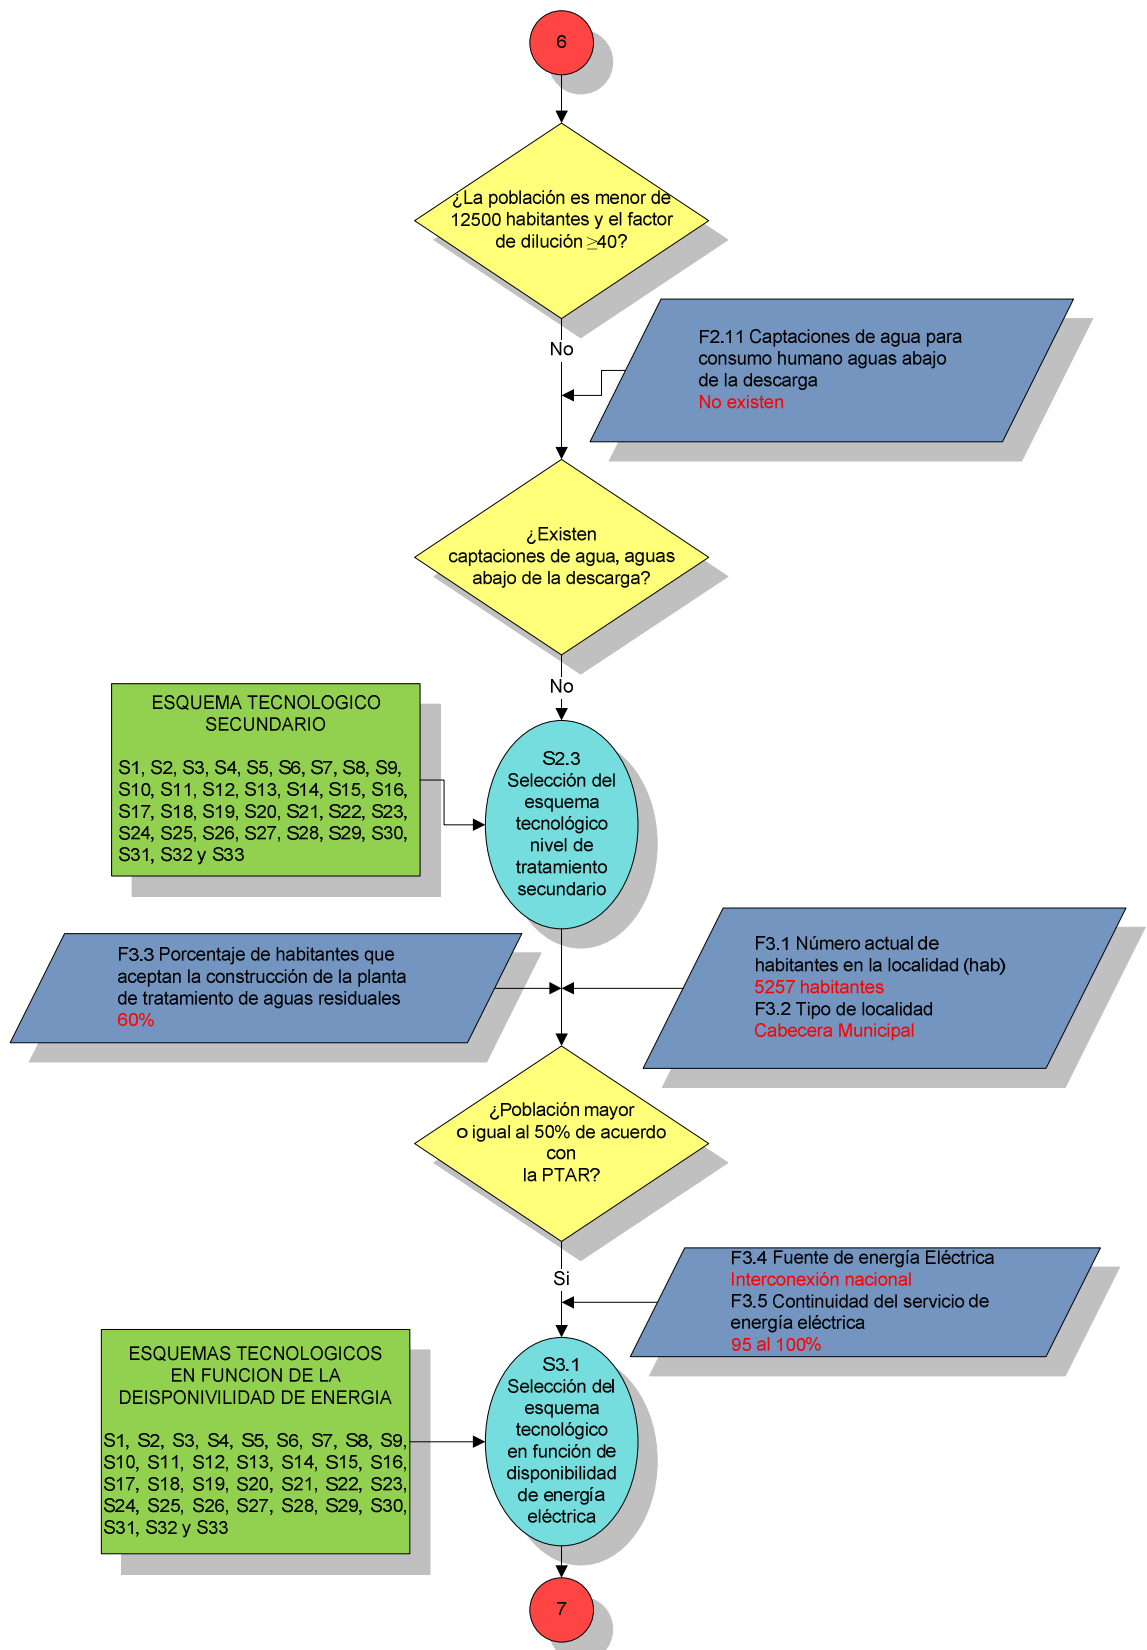 6
¿La población es menor de
12500 habitantes y el factor
de dilución ≥40?
No
F2.11 Captaciones de agua para
consumo humano aguas abajo
de la descarga
No existen
¿Existen
captaciones de agua, aguas
abajo de la descarga?
No
ESQUEMA TECNOLOGICO
SECUNDARIO
S1, S2, S3, S4, S5, S6, S7, S8, S9,
S10, S11, S12, S13, S14, S15, S16,
S17, S18, S19, S20, S21, S22, S23,
S24, S25, S26, S27, S28, S29, S30,
S31, S32 y S33
S2.3
Selección del
esquema
tecnológico
nivel de
tratamiento
secundario
F3.3 Porcentaje de habitantes que
aceptan la construcción de la planta
de tratamiento de aguas residuales
60%
F3.1 Número actual de
habitantes en la localidad (hab)
5257 habitantes
F3.2 Tipo de localidad
Cabecera Municipal
¿Población mayor
o igual al 50% de acuerdo
con
la PTAR?
Si
F3.4 Fuente de energía Eléctrica
Interconexión nacional
F3.5 Continuidad del servicio de
energía eléctrica
95 al 100%
ESQUEMAS TECNOLOGICOS
EN FUNCION DE LA
DEISPONIVILIDAD DE ENERGIA
S1, S2, S3, S4, S5, S6, S7, S8, S9,
S10, S11, S12, S13, S14, S15, S16,
S17, S18, S19, S20, S21, S22, S23,
S24, S25, S26, S27, S28, S29, S30,
S31, S32 y S33
S3.1
Selección del
esquema
tecnológico
en función de
disponibilidad
de energía
eléctrica
7